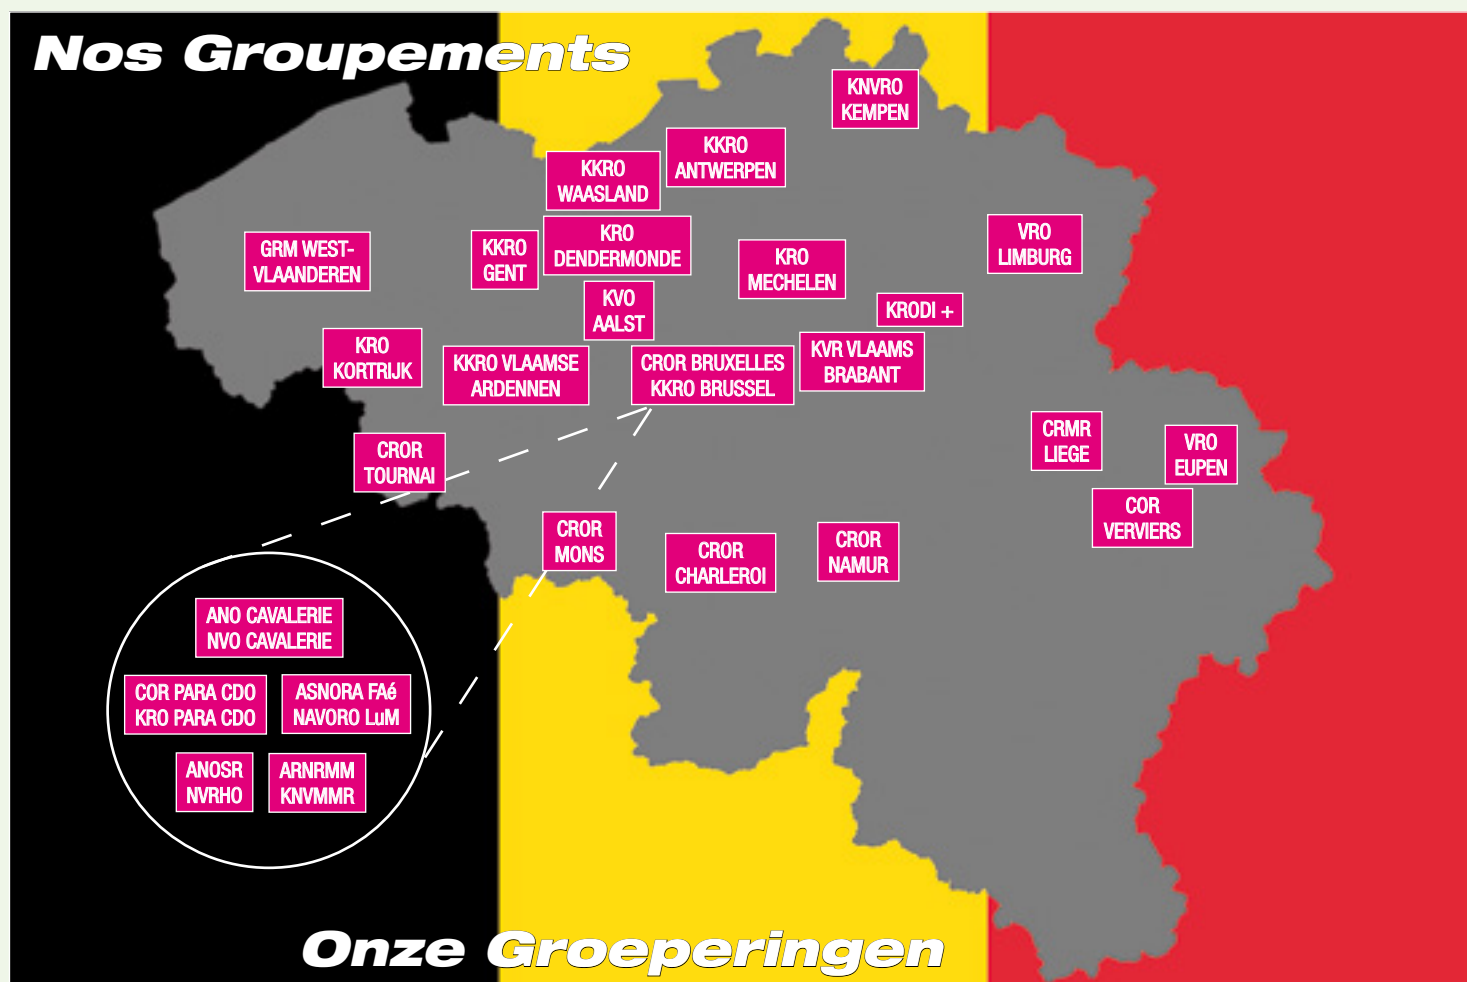 Nos Groupements
KNVRO
KEMPEN
KKRO
ANTWERPEN
KKRO
WAASLAND
VRO
LIMBURG
KRO
DENDERMONDE
GRM WEST-
VLAANDEREN
KKRO
GENT
KRO
MECHELEN
KVO
AALST
KRODI +
KRO
KORTRIJK
KKRO VLAAMSE
ARDENNEN
CROR BRUXELLES
KKRO BRUSSEL
KVR VLAAMS
BRABANT
CRMR
LIEGE
VRO
EUPEN
CROR
TOURNAI
COR
VERVIERS
CROR
MONS
CROR
CHARLEROI
CROR
NAMUR
ANO CAVALERIE
NVO CAVALERIE
COR PARA CDO
KRO PARA CDO
ASNORA FAé
NAVORO LuM
ANOSR
NVRHO
ARNRMM
KNVMMR
Onze Groeperingen